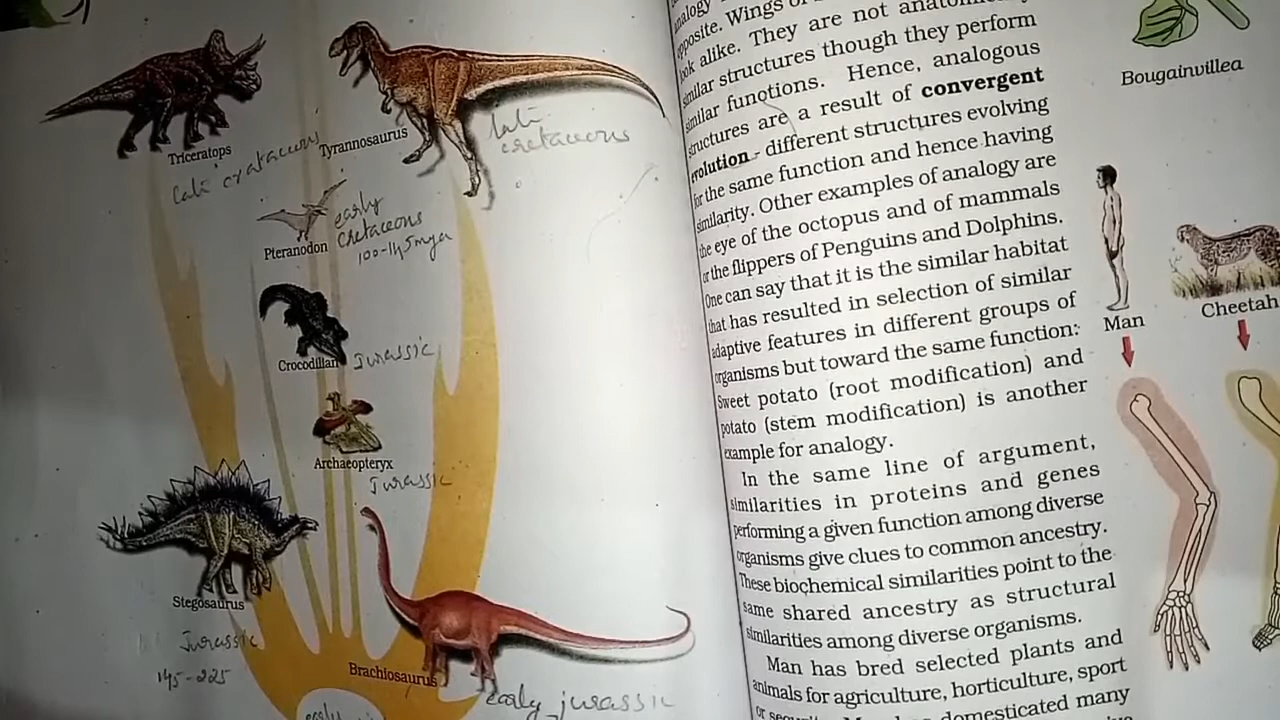 Triceratops
late crataceous
Tyrannosaurus
late
cretaceous
Pteranodon
early
cretaceous
100-145mya
Crocodilian
Jurassic
Archaeopteryx
Jurassic
Stegosaurus
Jurassic
145-225
Brachiosaurus
early jurassic
early
analogy
opposite. Wings of
look alike. They are not
similar structures though they perform
similar functions. Hence, analogous
structures are a result of convergent
evolution - different structures evolving
for the same function and hence having
similarity. Other examples of analogy are
the eye of the octopus and of mammals
or the flippers of Penguins and Dolphins.
One can say that it is the similar habitat
that has resulted in selection of similar
adaptive features in different groups of
organisms but toward the same function:
Sweet potato (root modification) and
potato (stem modification) is another
example for analogy.
In the same line of argument,
similarities in proteins and genes
performing a given function among diverse
organisms give clues to common ancestry.
These biochemical similarities point to the
same shared ancestry as structural
similarities among diverse organisms.
Man has bred selected plants and
animals for agriculture, horticulture, sport
or domesticated many
Bougainvillea
Man
Cheetah